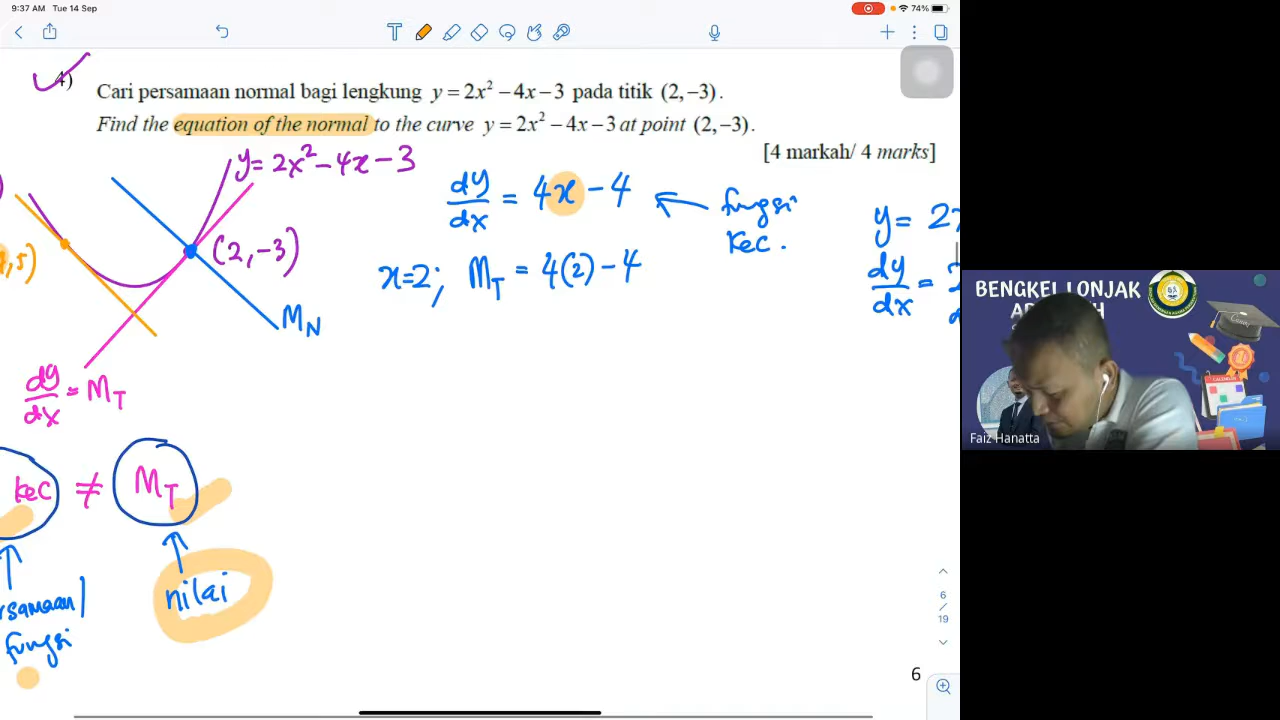 9:37 AM Tue 14 Sep
74%
4)
Cari persamaan normal bagi lengkung y = 2x² − 4x − 3 pada titik (2, −3).
Find the equation of the normal to the curve y = 2x² − 4x − 3 at point (2, −3).
[4 markah/ 4 marks]
y = 2x² − 4x − 3
(2, −3)
, 5)
M_N
dy/dx = M_T
dy/dx = 4x − 4
fungsi
kec.
x=2; M_T = 4(2) − 4
y = 2
dy/dx =
kec ≠ M_T
nilai
fungsi
6
/
19
6
BENGKEL LONJAK
Faiz Hanatta